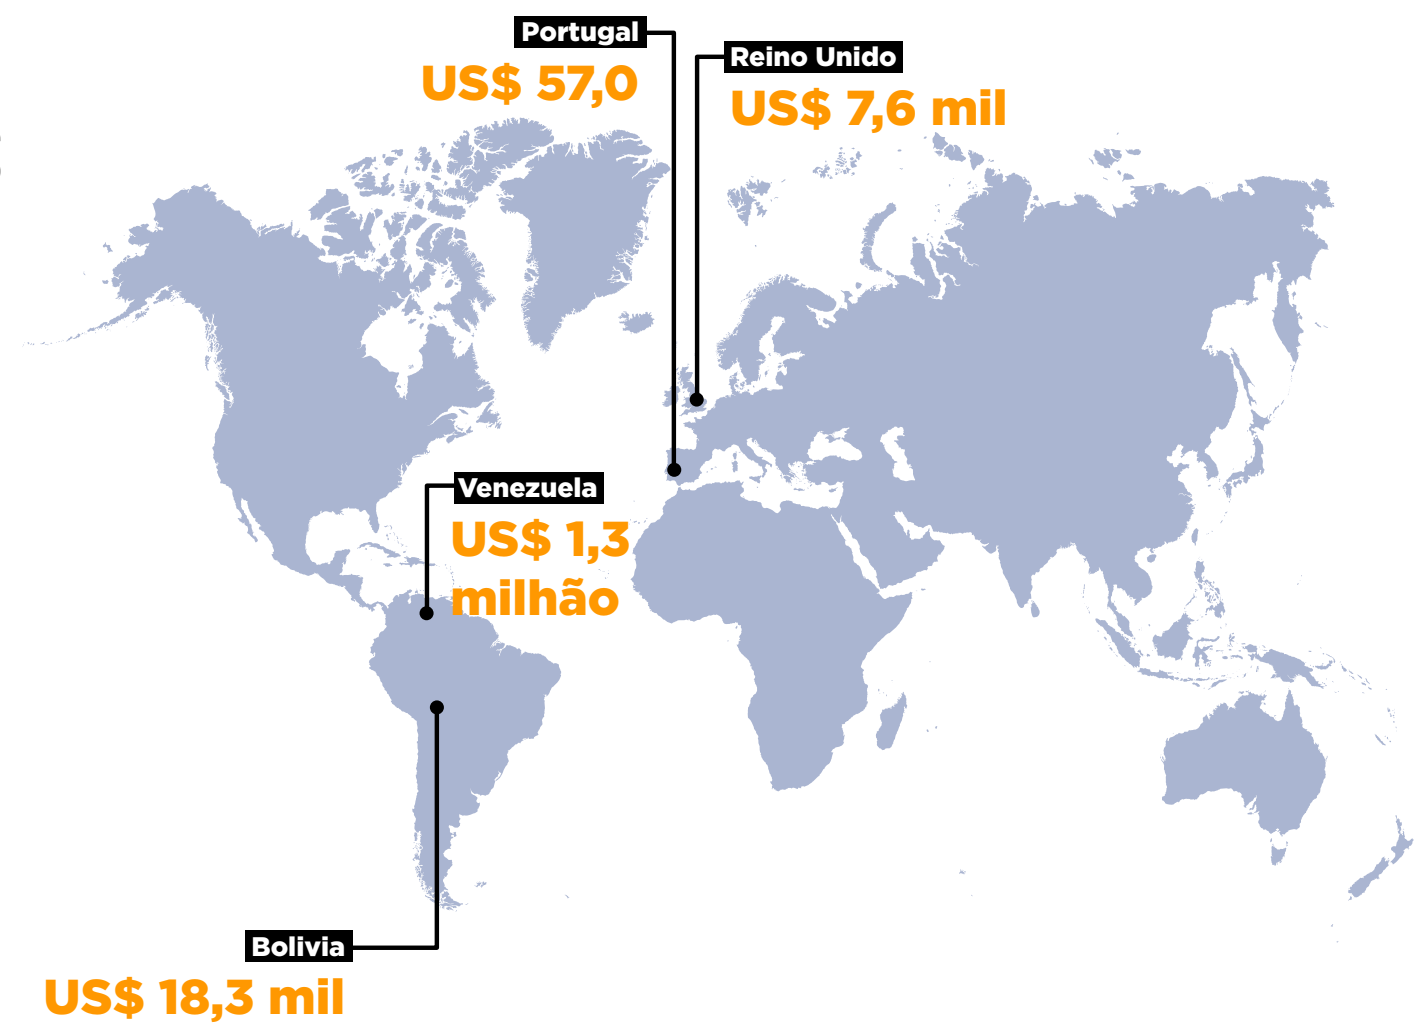 Portugal
US$ 57,0
Reino Unido
US$ 7,6 mil
Venezuela
US$ 1,3
milhão
Bolivia
US$ 18,3 mil